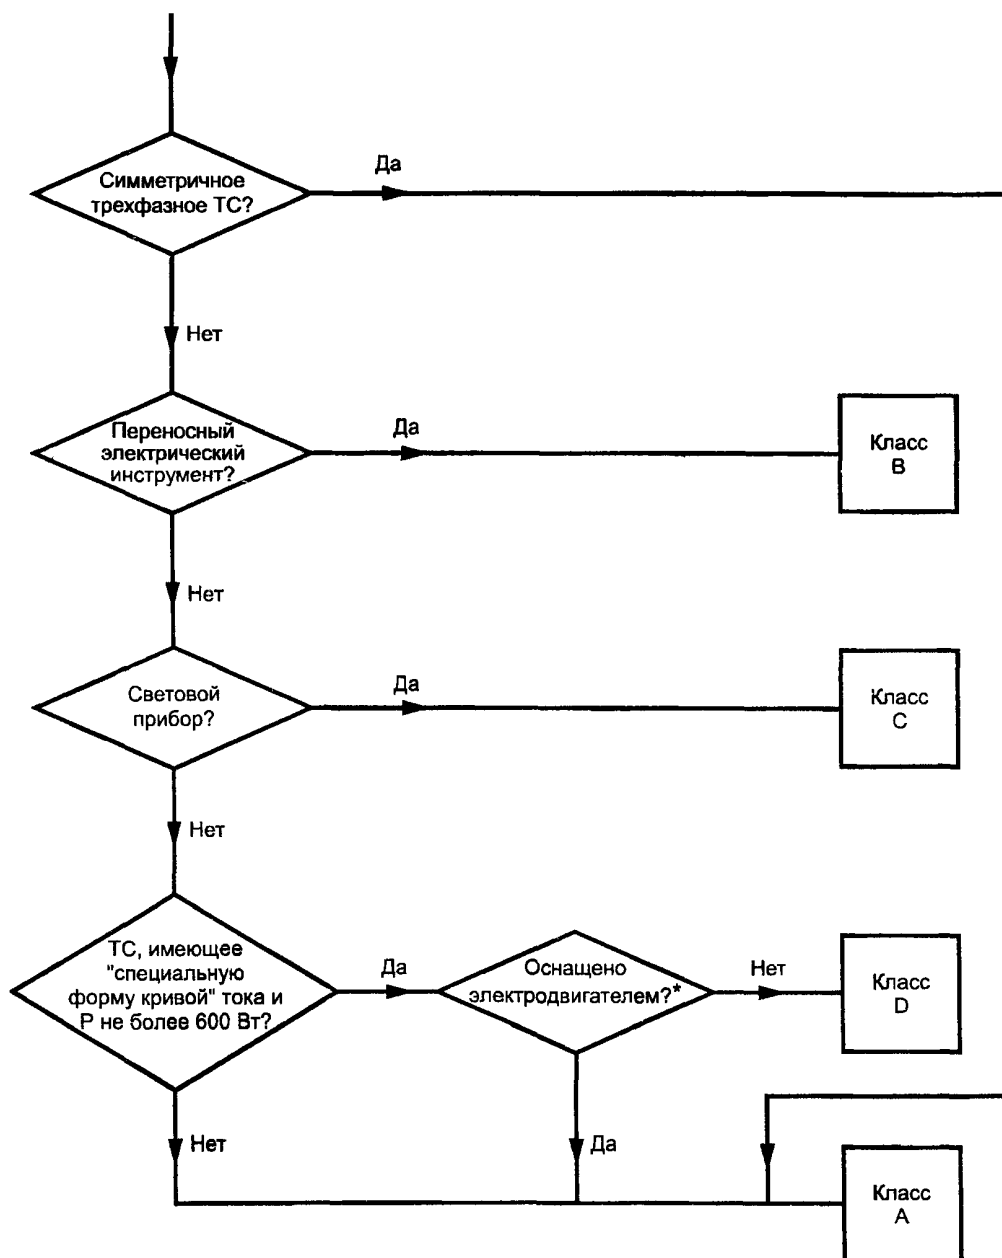 Да
Симметричное
трехфазное ТС?
Нет
Переносный
электрический
инструмент?
Да
Класс
B
Нет
Световой
прибор?
Да
Класс
C
Нет
ТС, имеющее
"специальную
форму кривой" тока и
P не более 600 Вт?
Да
Оснащено
электродвигателем?*
Нет
Класс
D
Нет
Да
Класс
A